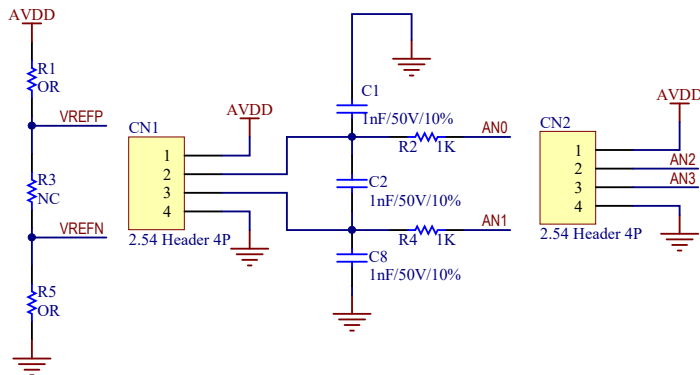 AVDD
R1
OR
VREFP
R3
NC
VREFN
R5
OR
CN1
1
2
3
4
2.54 Header 4P
AVDD
C1
1nF/50V/10%
R2
1K
AN0
C2
1nF/50V/10%
R4
1K
AN1
C8
1nF/50V/10%
CN2
1
2
3
4
2.54 Header 4P
AVDD
AN2
AN3